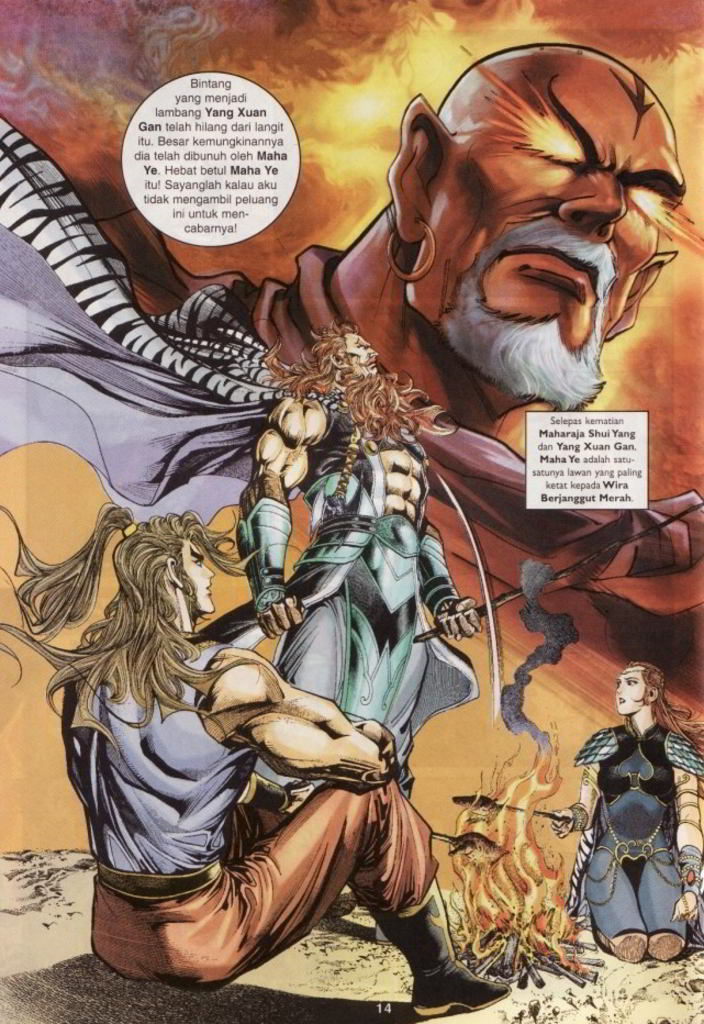 Bintang
yang menjadi
lambang Yang Xuan
Gan telah hilang dari langit
itu. Besar kemungkinannya
dia telah dibunuh oleh Maha
Ye. Hebat betul Maha Ye
itu! Sayanglah kalau aku
tidak mengambil peluang
ini untuk men-
cabarnya!
Selepas kematian
Maharaja Shui Yang
dan Yang Xuan Gan,
Maha Ye adalah satu-
satunya lawan yang paling
ketat kepada Wira
Berjanggut Merah.
14